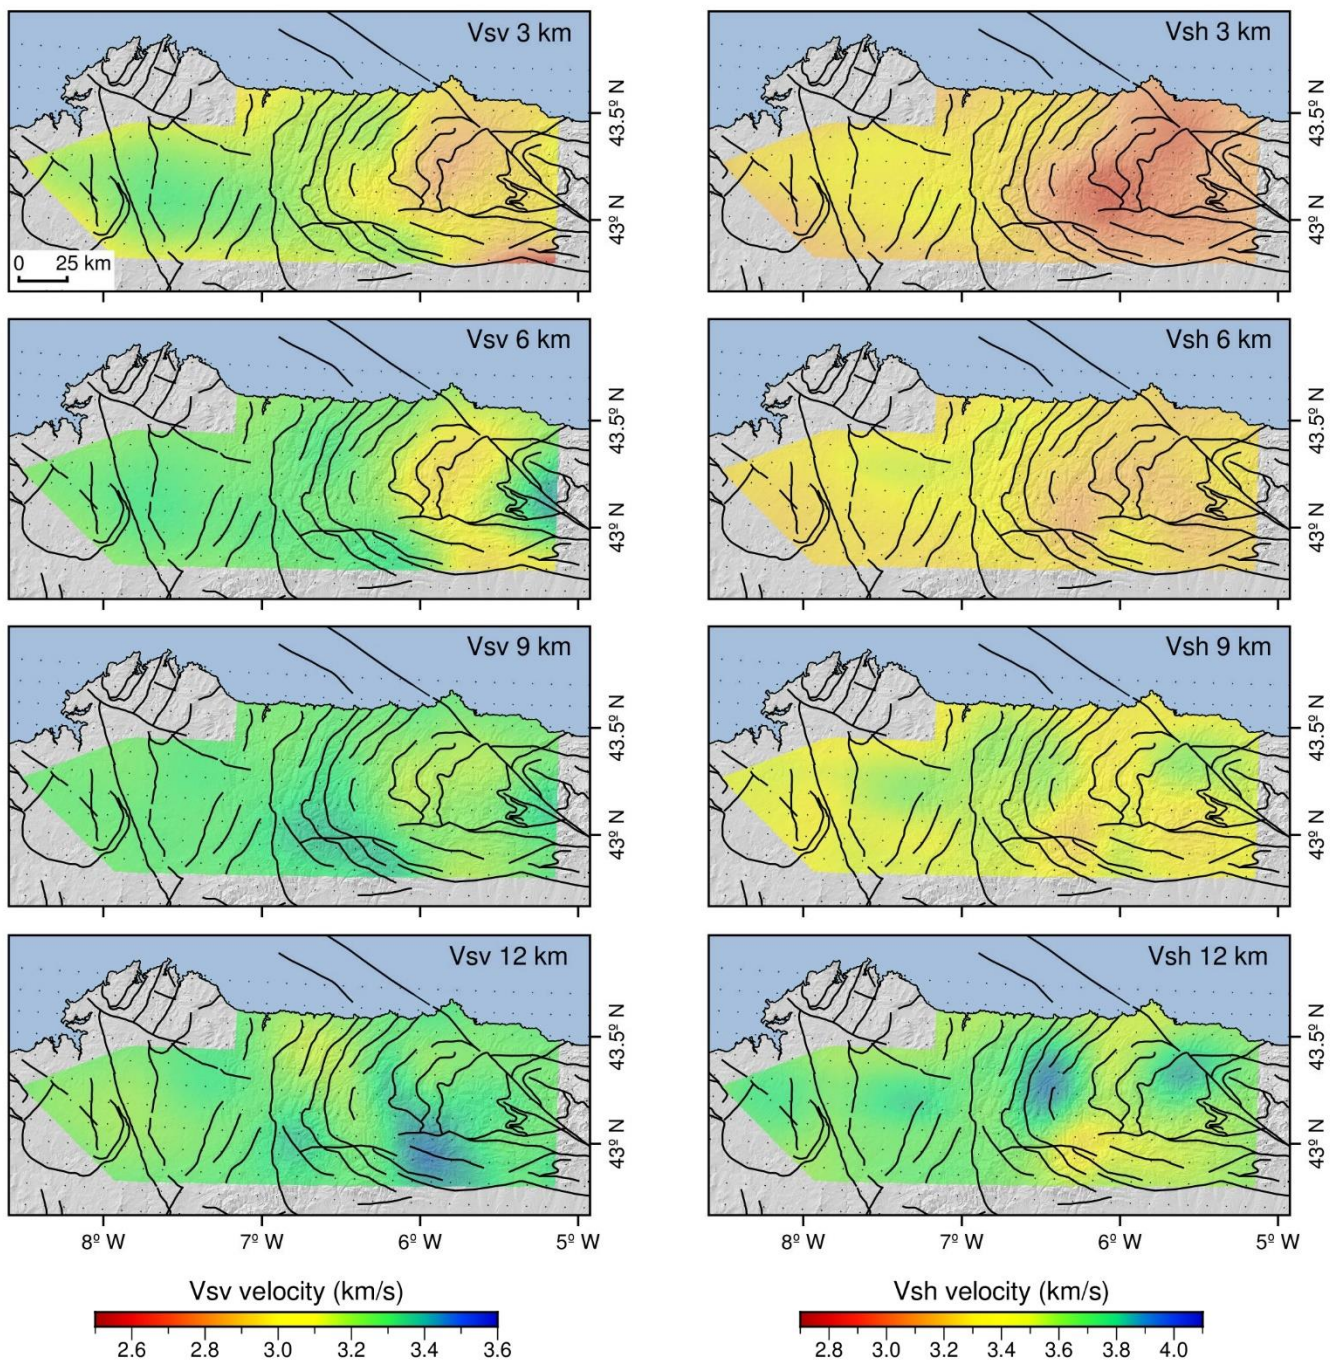 Vsv 3 km
Vsh 3 km
43.5º N
43.5º N
43º N
43º N
0 25 km
Vsv 6 km
Vsh 6 km
43.5º N
43.5º N
43º N
43º N
Vsv 9 km
Vsh 9 km
43.5º N
43.5º N
43º N
43º N
Vsv 12 km
Vsh 12 km
43.5º N
43.5º N
43º N
43º N
8º W 7º W 6º W 5º W
8º W 7º W 6º W 5º W
Vsv velocity (km/s)
2.6 2.8 3.0 3.2 3.4 3.6
Vsh velocity (km/s)
2.8 3.0 3.2 3.4 3.6 3.8 4.0